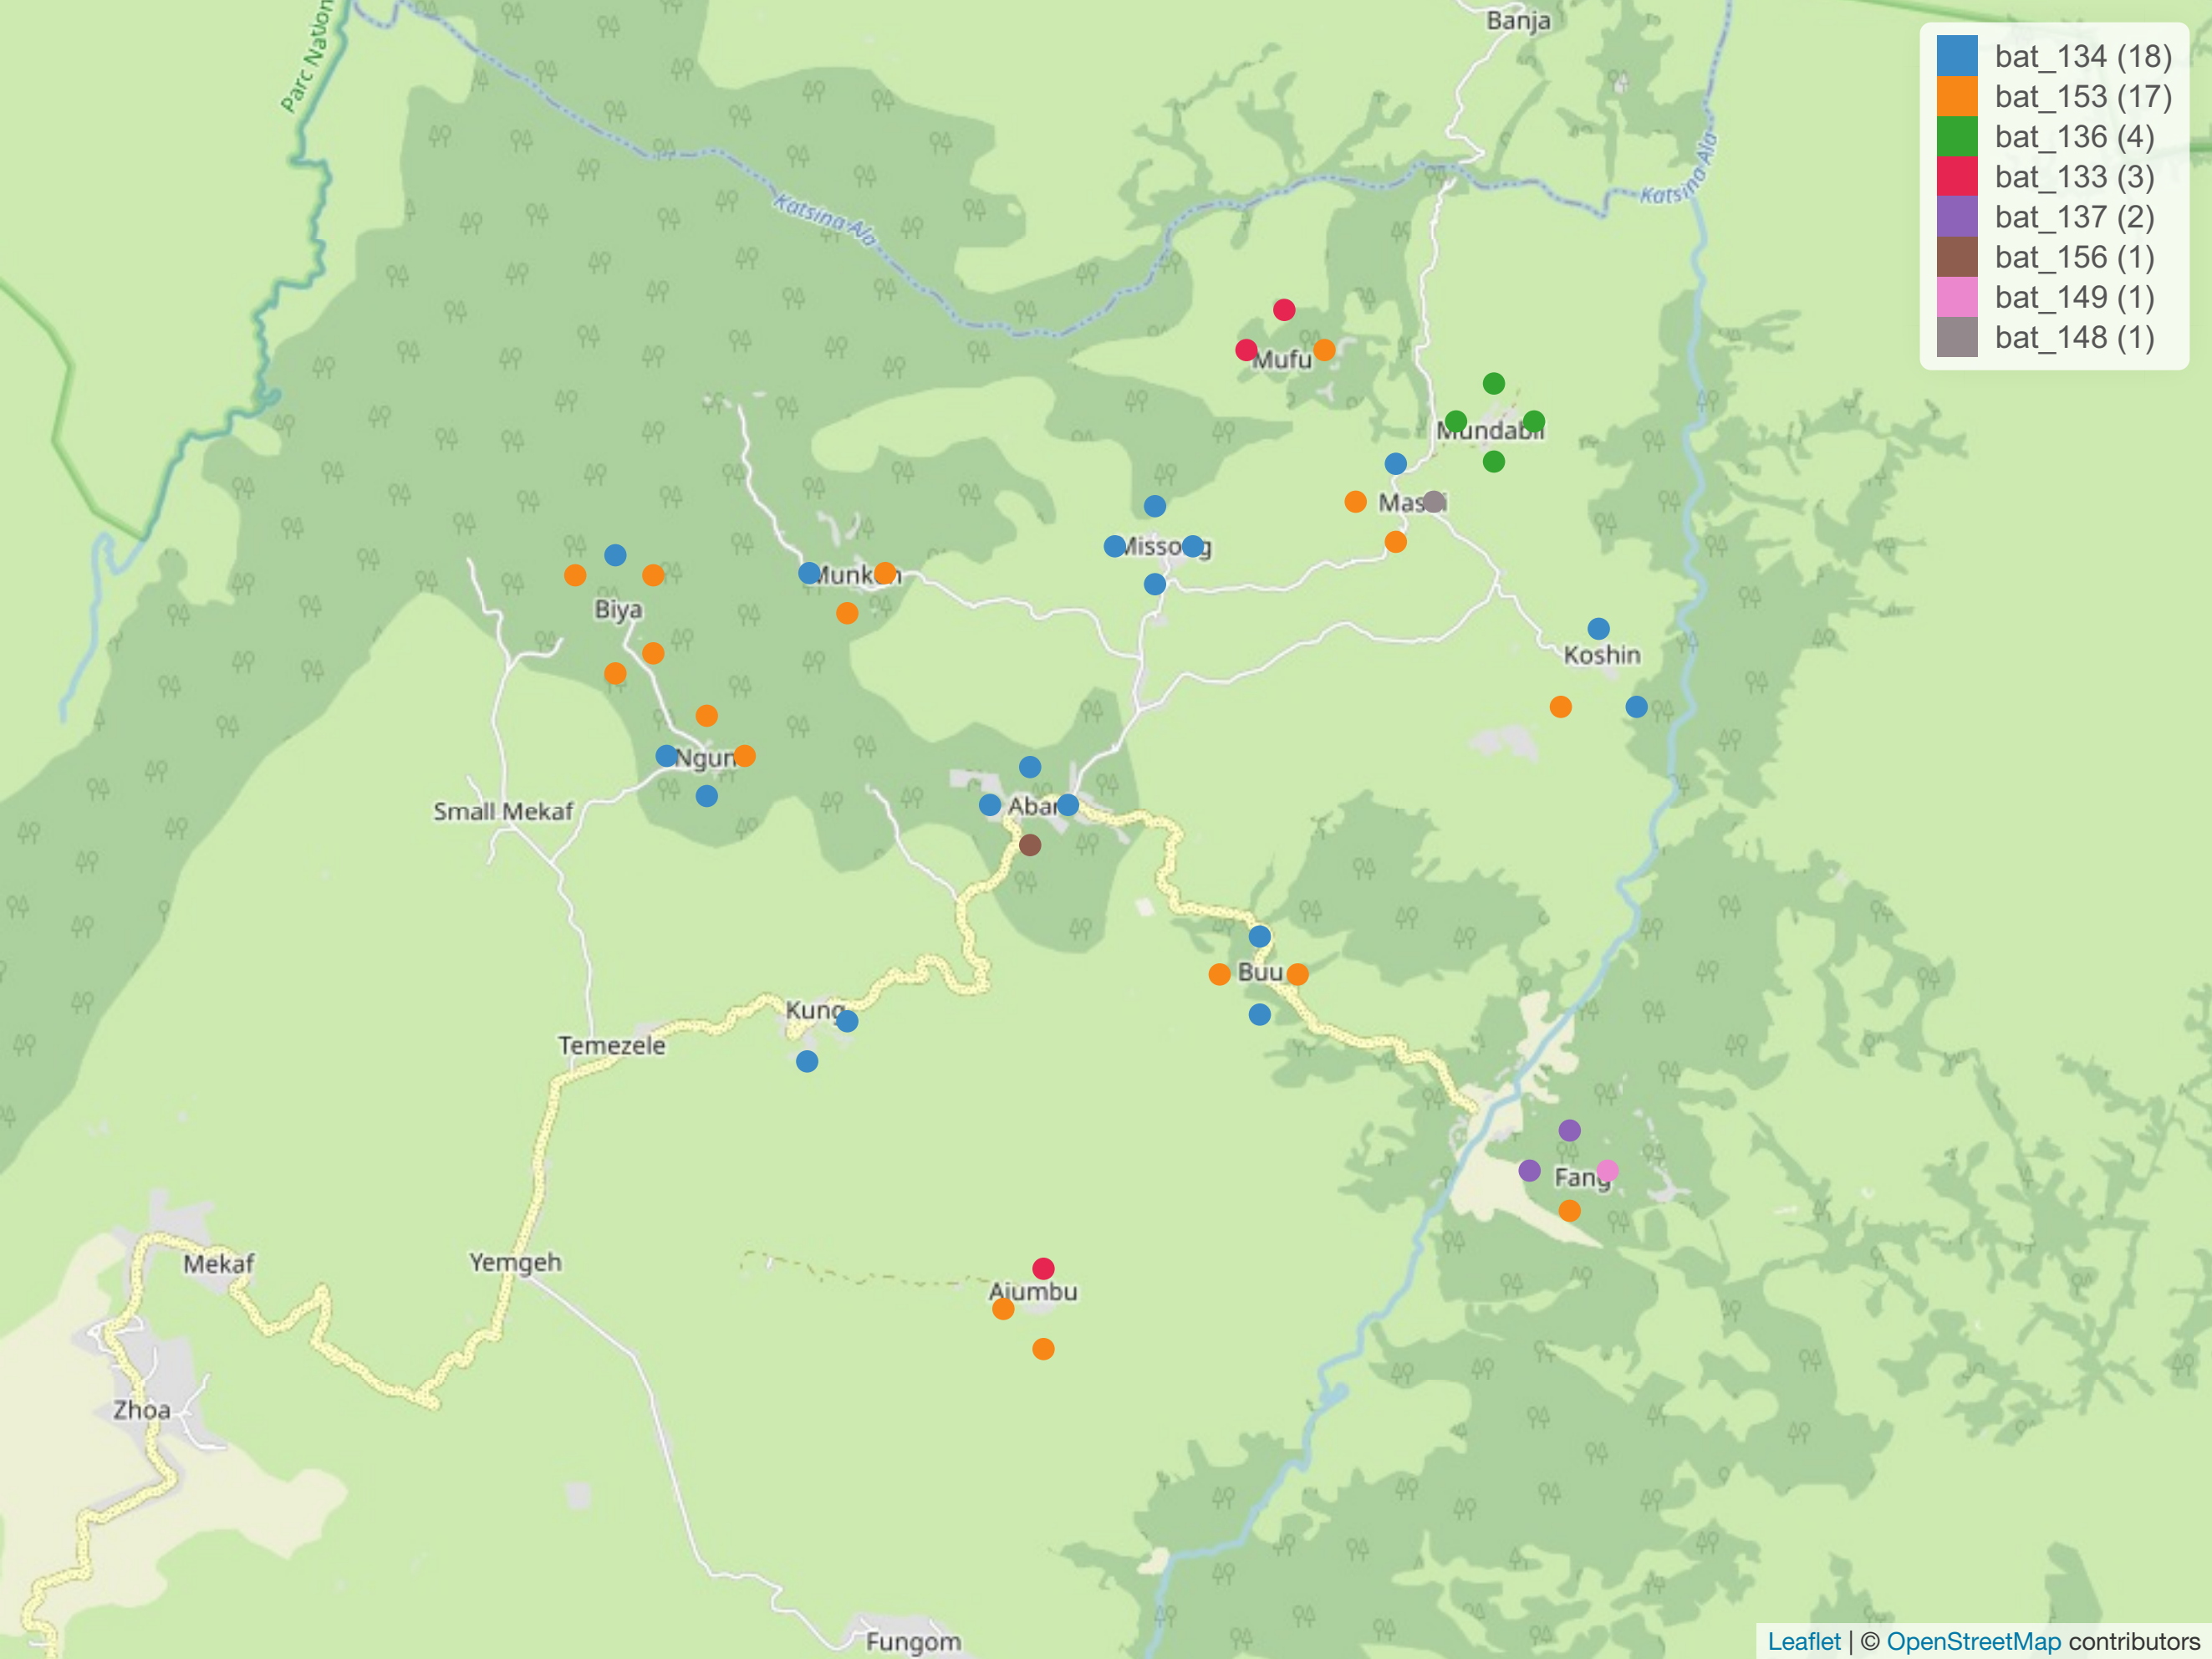 Banja
Parc Nation
bat_134 (18)
bat_153 (17)
bat_136 (4)
bat_133 (3)
bat_137 (2)
bat_156 (1)
bat_149 (1)
bat_148 (1)
Katsina-Ala
Katsina-Ala
Mufu
Mundabli
Missong
Biya
Koshin
Small Mekaf
Buu
Kung
Temezele
Fang
Mekaf
Yemgeh
Aiumbu
Zhoa
Fungom
Leaflet | © OpenStreetMap contributors